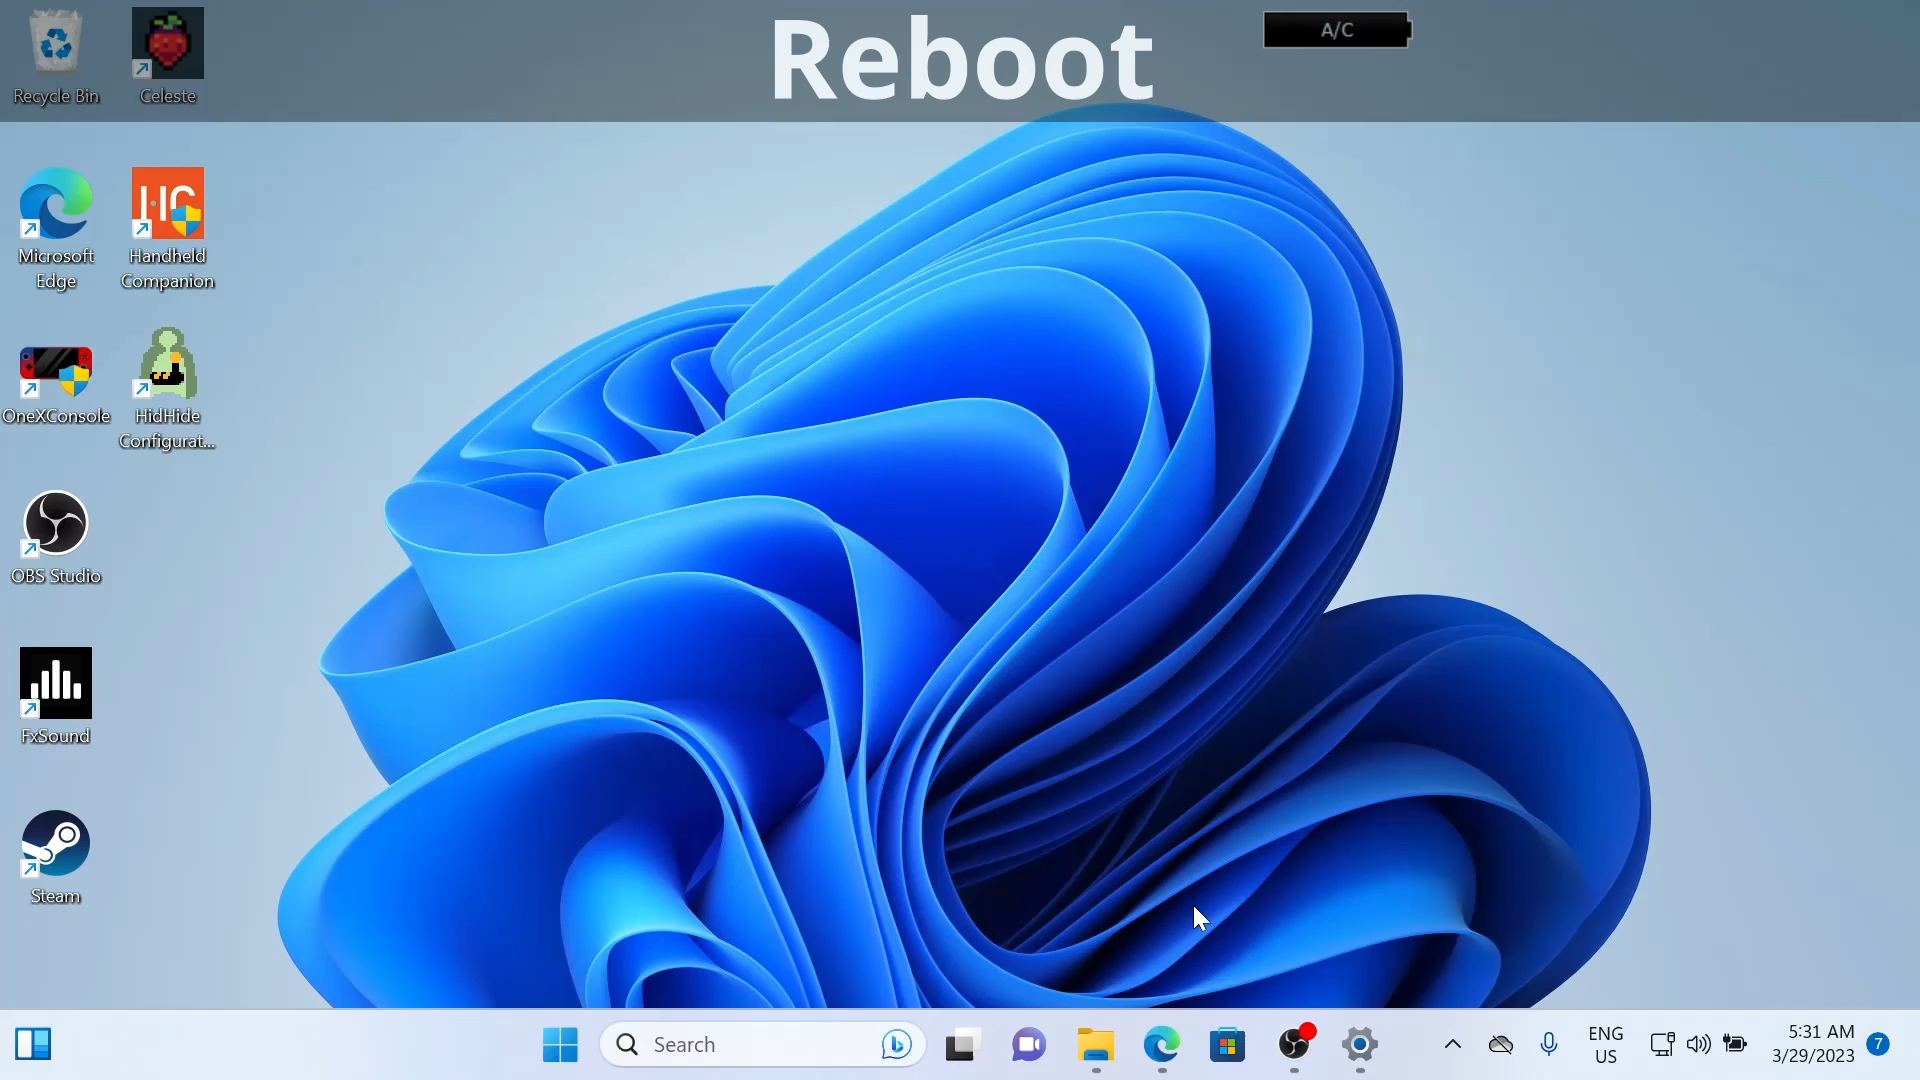 Reboot
A/C
Recycle Bin
Celeste
Microsoft
Edge
HC
Handheld
Companion
OneXConsole
HidHide
Configurat...
OBS Studio
FxSound
Steam
Search
ENG
US
5:31 AM
3/29/2023
7